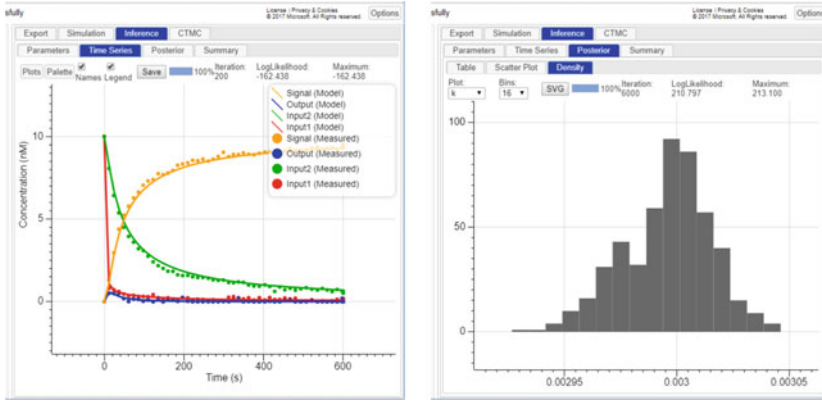 sfully
License | Privacy & Cookies
© 2017 Microsoft. All Rights reserved.
Options
Export Simulation Inference CTMC
Parameters Time Series Posterior Summary
Plots Palette Names Legend Save 100% Iteration: 200 LogLikelihood: -162.438 Maximum: -162.438
Signal (Model)
Output (Model)
Input2 (Model)
Input1 (Model)
Signal (Measured)
Output (Measured)
Input2 (Measured)
Input1 (Measured)
Concentration (nM)
10
5
0
0 200 400 600
Time (s)
sfully
License | Privacy & Cookies
© 2017 Microsoft. All Rights reserved.
Options
Export Simulation Inference CTMC
Parameters Time Series Posterior Summary
Table Scatter Plot Density
Plot: Bins: Iteration: LogLikelihood: Maximum:
k 16 SVG 100% 6000 210.797 213.100
100
50
0
0.00295 0.003 0.00305